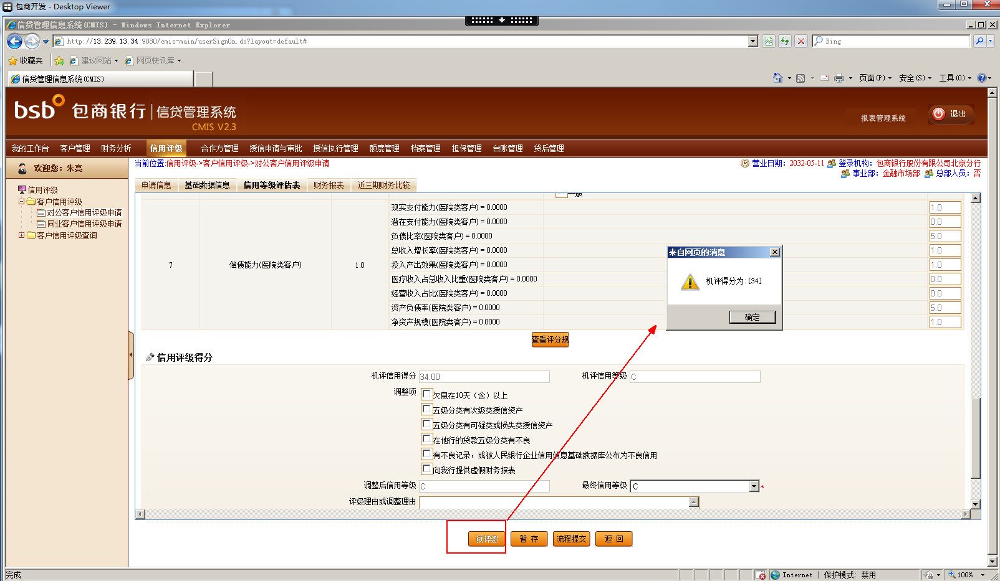 包商开发 - Desktop Viewer
信贷管理信息系统(CMIS) - Windows Internet Explorer
http://13.239.13.34:9080/cmis-main/userSignOn.do?layout=default#
Bing
收藏夹 建议网站 网页快讯库
信贷管理信息系统(CMIS)
页面(P) 安全(S) 工具(O)
bsb 包商银行 信贷管理系统
CMIS V2.3
报表管理系统 退出
我的工作台 客户管理 财务分析 信用评级 合作方管理 授信申请与审批 授信执行管理 额度管理 档案管理 担保管理 台账管理 贷后管理
欢迎您：朱亮
当前位置:信用评级->客户信用评级->对公客户信用评级申请
营业日期： 2032-05-11 登录机构： 包商银行股份有限公司北京分行
事业部： 金融市场部 总部人员： 否
信用评级
客户信用评级
对公客户信用评级申请
同业客户信用评级申请
客户信用评级查询
申请信息 基础数据信息 信用等级评估表 财务报表 近三期财务比较
一般
现实支付能力(医院类客户) = 0.0000 1.0
潜在支付能力(医院类客户) = 0.0000 0.0
负债比率(医院类客户) = 0.0000 5.0
总收入增长率(医院类客户) = 0.0000 1.0
7 偿债能力(医院类客户) 1.0 投入产出效果(医院类客户) = 0.0000 1.0
医疗收入占总收入比重(医院类客户) = 0.0000 0.0
经营收入占比(医院类客户) = 0.0000 0.0
资产负债率(医院类客户) = 0.0000 5.0
净资产规模(医院类客户) = 0.0000 1.0
来自网页的消息
机评得分为:[34]
确定
查看评分规
信用评级得分
机评信用得分 34.00 机评信用等级 C
调整项 欠息在10天（含）以上
五级分类有次级类授信资产
五级分类有可疑类或损失类授信资产
在他行的贷款五级分类有不良
有不良记录，或被人民银行企业信用信息基础数据库公布为不良信用
向我行提供虚假财务报表
调整后信用等级 C 最终信用等级 C *
评级理由或调整理由
试评级 暂 存 流程提交 返 回
完成 Internet | 保护模式: 禁用 100%